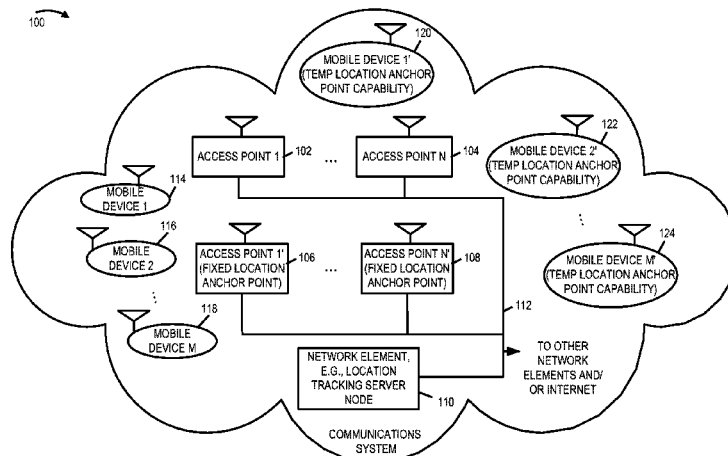 100
120
MOBILE DEVICE 1'
(TEMP LOCATION ANCHOR
POINT CAPABILITY)
122
ACCESS POINT 1
102
...
ACCESS POINT N
104
MOBILE DEVICE 2'
(TEMP LOCATION ANCHOR
POINT CAPABILITY)
MOBILE
DEVICE 1
114
116
MOBILE
DEVICE 2
...
118
MOBILE
DEVICE M
ACCESS POINT 1'
(FIXED LOCATION
ANCHOR POINT)
106
...
ACCESS POINT N'
(FIXED LOCATION
ANCHOR POINT)
108
...
124
MOBILE DEVICE M'
(TEMP LOCATION ANCHOR
POINT CAPABILITY)
112
NETWORK ELEMENT,
E.G., LOCATION
TRACKING SERVER
NODE
110
TO OTHER
NETWORK
ELEMENTS AND/
OR INTERNET
COMMUNICATIONS
SYSTEM